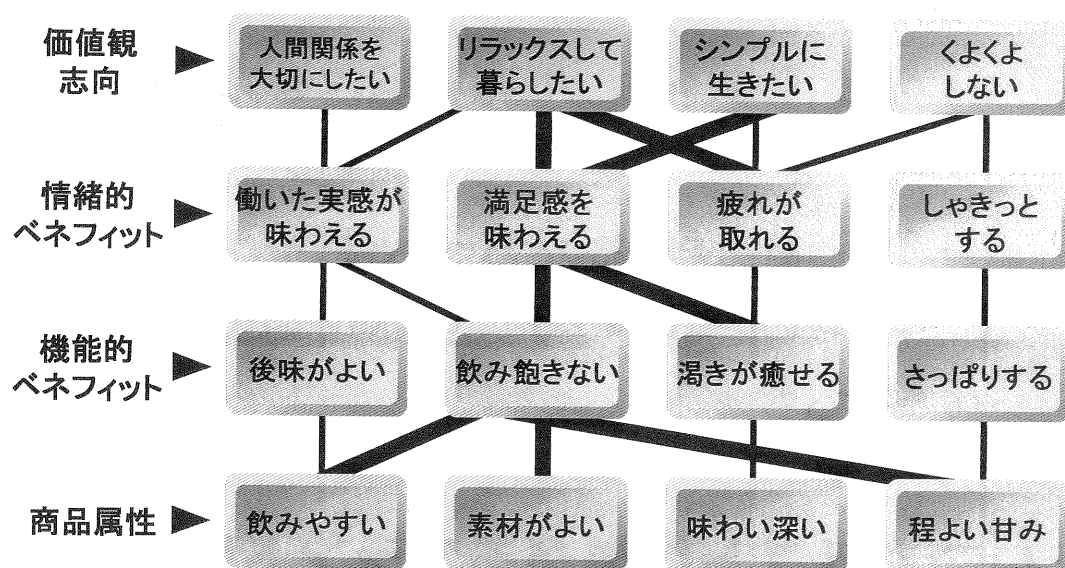 価値観
志向
人間関係を
大切にしたい
リラックスして
暮らしたい
シンプルに
生きたい
くよくよ
しない
情緒的
ベネフィット
働いた実感が
味わえる
満足感を
味わえる
疲れが
取れる
しゃきっと
する
機能的
ベネフィット
後味がよい
飲み飽きない
渇きが癒せる
さっぱりする
商品属性
飲みやすい
素材がよい
味わい深い
程よい甘み